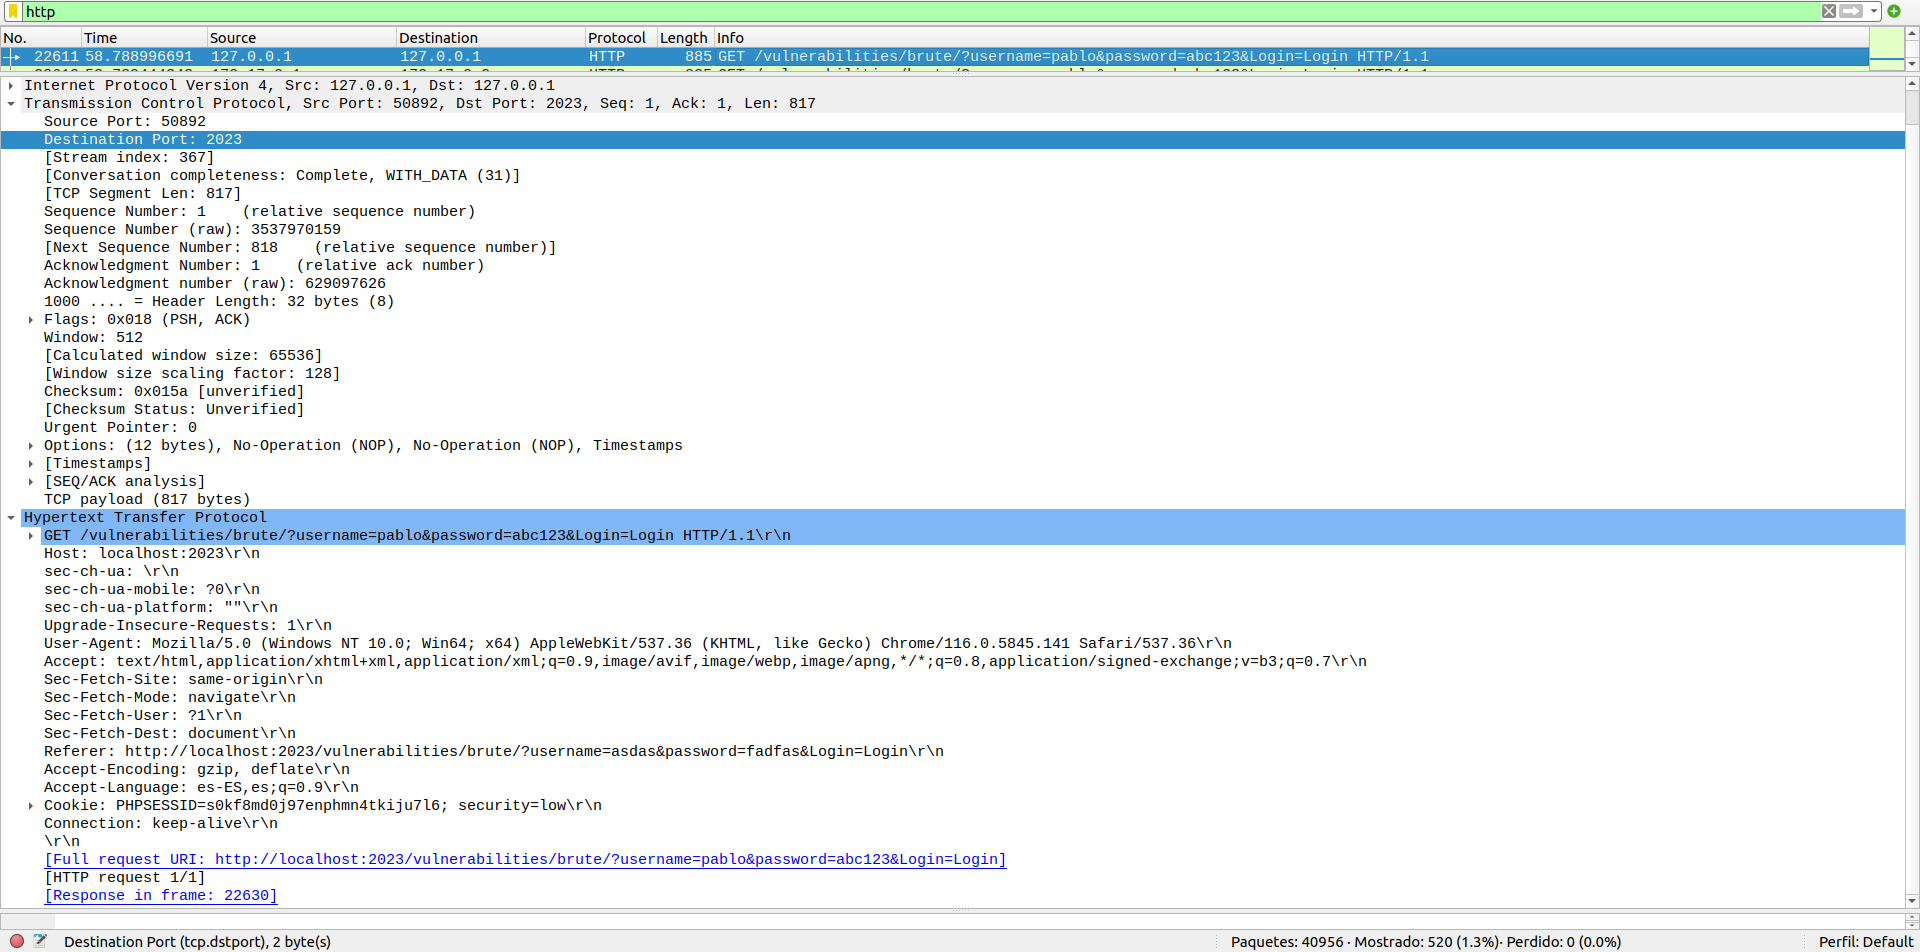 http
No. Time Source Destination Protocol Length Info
22611 58.788996691 127.0.0.1 127.0.0.1 HTTP 885 GET /vulnerabilities/brute/?username=pablo&password=abc123&Login=Login HTTP/1.1
Internet Protocol Version 4, Src: 127.0.0.1, Dst: 127.0.0.1
Transmission Control Protocol, Src Port: 50892, Dst Port: 2023, Seq: 1, Ack: 1, Len: 817
Source Port: 50892
Destination Port: 2023
[Stream index: 367]
[Conversation completeness: Complete, WITH_DATA (31)]
[TCP Segment Len: 817]
Sequence Number: 1    (relative sequence number)
Sequence Number (raw): 3537970159
[Next Sequence Number: 818    (relative sequence number)]
Acknowledgment Number: 1    (relative ack number)
Acknowledgment number (raw): 629097626
1000 .... = Header Length: 32 bytes (8)
Flags: 0x018 (PSH, ACK)
Window: 512
[Calculated window size: 65536]
[Window size scaling factor: 128]
Checksum: 0x015a [unverified]
[Checksum Status: Unverified]
Urgent Pointer: 0
Options: (12 bytes), No-Operation (NOP), No-Operation (NOP), Timestamps
[Timestamps]
[SEQ/ACK analysis]
TCP payload (817 bytes)
Hypertext Transfer Protocol
GET /vulnerabilities/brute/?username=pablo&password=abc123&Login=Login HTTP/1.1\r\n
Host: localhost:2023\r\n
sec-ch-ua: \r\n
sec-ch-ua-mobile: ?0\r\n
sec-ch-ua-platform: ""\r\n
Upgrade-Insecure-Requests: 1\r\n
User-Agent: Mozilla/5.0 (Windows NT 10.0; Win64; x64) AppleWebKit/537.36 (KHTML, like Gecko) Chrome/116.0.5845.141 Safari/537.36\r\n
Accept: text/html,application/xhtml+xml,application/xml;q=0.9,image/avif,image/webp,image/apng,*/*;q=0.8,application/signed-exchange;v=b3;q=0.7\r\n
Sec-Fetch-Site: same-origin\r\n
Sec-Fetch-Mode: navigate\r\n
Sec-Fetch-User: ?1\r\n
Sec-Fetch-Dest: document\r\n
Referer: http://localhost:2023/vulnerabilities/brute/?username=asdas&password=fadfas&Login=Login\r\n
Accept-Encoding: gzip, deflate\r\n
Accept-Language: es-ES,es;q=0.9\r\n
Cookie: PHPSESSID=s0kf8md0j97enphmn4tkiju7l6; security=low\r\n
Connection: keep-alive\r\n
\r\n
[Full request URI: http://localhost:2023/vulnerabilities/brute/?username=pablo&password=abc123&Login=Login]
[HTTP request 1/1]
[Response in frame: 22630]
Destination Port (tcp.dstport), 2 byte(s) Paquetes: 40956 · Mostrado: 520 (1.3%)· Perdido: 0 (0.0%) Perfil: Default